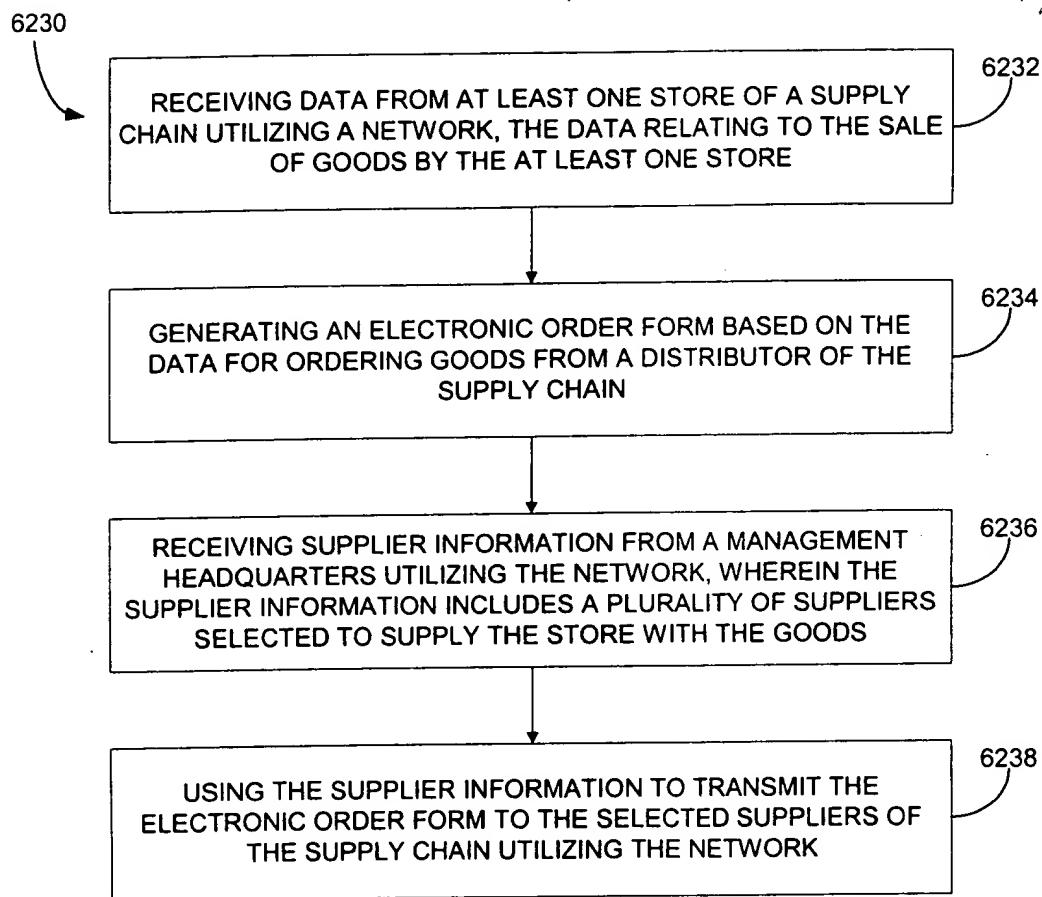 6230
6232
RECEIVING DATA FROM AT LEAST ONE STORE OF A SUPPLY
CHAIN UTILIZING A NETWORK, THE DATA RELATING TO THE SALE
OF GOODS BY THE AT LEAST ONE STORE
6234
GENERATING AN ELECTRONIC ORDER FORM BASED ON THE
DATA FOR ORDERING GOODS FROM A DISTRIBUTOR OF THE
SUPPLY CHAIN
6236
RECEIVING SUPPLIER INFORMATION FROM A MANAGEMENT
HEADQUARTERS UTILIZING THE NETWORK, WHEREIN THE
SUPPLIER INFORMATION INCLUDES A PLURALITY OF SUPPLIERS
SELECTED TO SUPPLY THE STORE WITH THE GOODS
6238
USING THE SUPPLIER INFORMATION TO TRANSMIT THE
ELECTRONIC ORDER FORM TO THE SELECTED SUPPLIERS OF
THE SUPPLY CHAIN UTILIZING THE NETWORK